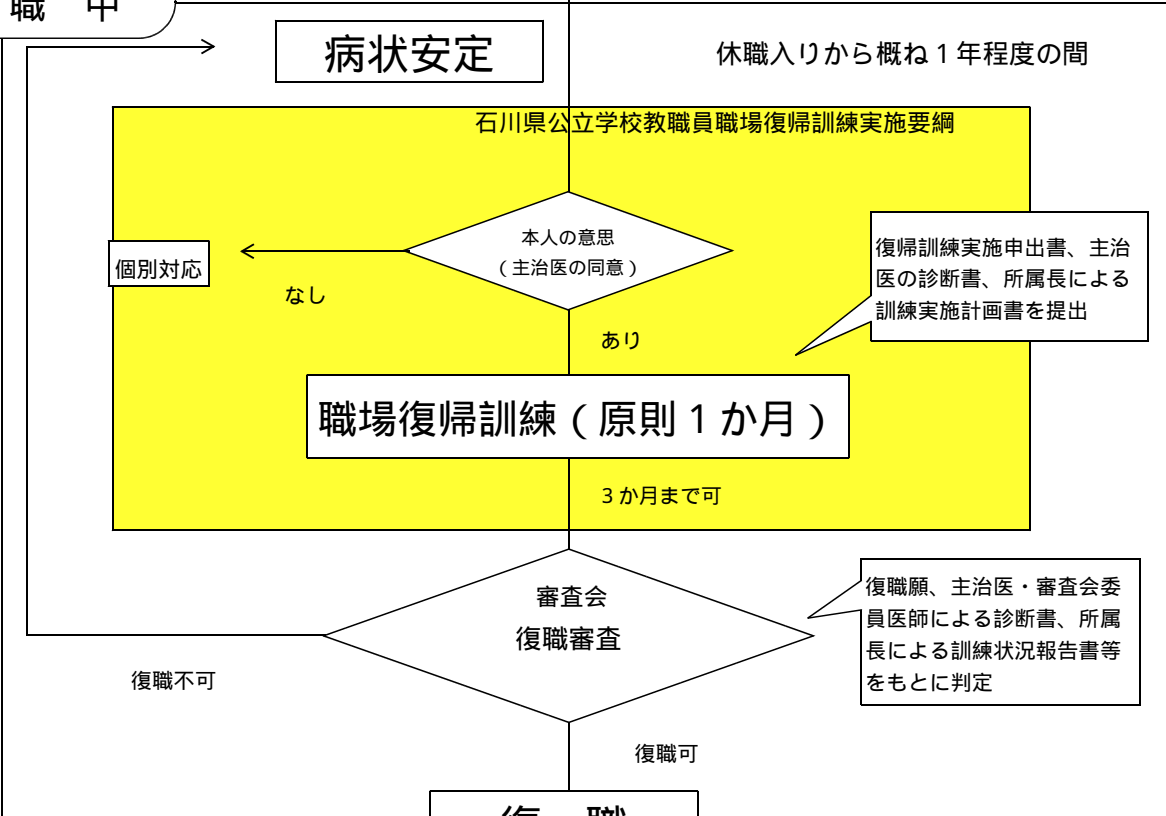 職 中
病状安定
休職入りから概ね1年程度の間
石川県公立学校教職員職場復帰訓練実施要綱
本人の意思
（主治医の同意）
個別対応
なし
復帰訓練実施申出書、主治
医の診断書、所属長による
訓練実施計画書を提出
あり
職場復帰訓練（原則1か月）
3か月まで可
審査会
復職審査
復職願、主治医・審査会委
員医師による診断書、所属
長による訓練状況報告書等
をもとに判定
復職不可
復職可
復 職